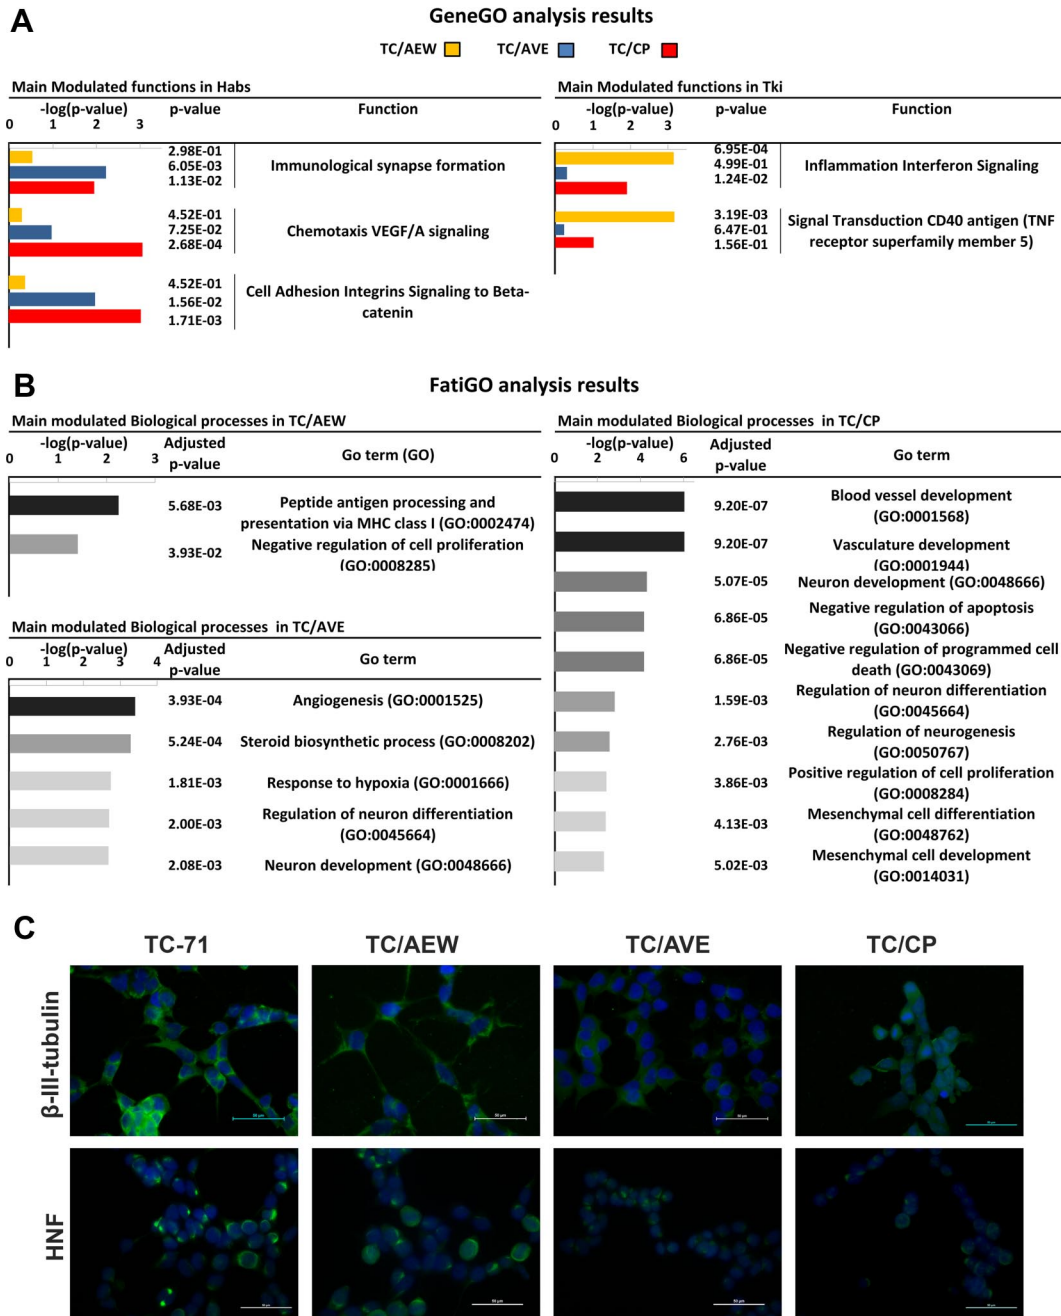 A
GeneGO analysis results
TC/AEW TC/AVE TC/CP
Main Modulated functions in Habs
-log(p-value) p-value Function
0 1 2 3
2.98E-01
6.05E-03
1.13E-02
Immunological synapse formation
4.52E-01
7.25E-02
2.68E-04
Chemotaxis VEGF/A signaling
4.52E-01
1.56E-02
1.71E-03
Cell Adhesion Integrins Signaling to Beta-
catenin
Main Modulated functions in Tki
-log(p-value) p-value Function
0 1 2 3
6.95E-04
4.99E-01
1.24E-02
Inflammation Interferon Signaling
3.19E-03
6.47E-01
1.56E-01
Signal Transduction CD40 antigen (TNF
receptor superfamily member 5)
B
FatiGO analysis results
Main modulated Biological processes in TC/AEW
-log(p-value) Adjusted
p-value
Go term (GO)
0 1 2 3
5.68E-03
Peptide antigen processing and
presentation via MHC class I (GO:0002474)
3.93E-02
Negative regulation of cell proliferation
(GO:0008285)
Main modulated Biological processes in TC/AVE
-log(p-value) Adjusted
p-value
Go term
0 1 2 3 4
3.93E-04 Angiogenesis (GO:0001525)
5.24E-04 Steroid biosynthetic process (GO:0008202)
1.81E-03 Response to hypoxia (GO:0001666)
2.00E-03 Regulation of neuron differentiation
(GO:0045664)
2.08E-03 Neuron development (GO:0048666)
Main modulated Biological processes in TC/CP
-log(p-value) Adjusted
p-value
Go term
0 2 4 6
9.20E-07 Blood vessel development
(GO:0001568)
9.20E-07 Vasculature development
(GO:0001944)
5.07E-05 Neuron development (GO:0048666)
6.86E-05 Negative regulation of apoptosis
(GO:0043066)
6.86E-05 Negative regulation of programmed cell
death (GO:0043069)
1.59E-03 Regulation of neuron differentiation
(GO:0045664)
2.76E-03 Regulation of neurogenesis
(GO:0050767)
3.86E-03 Positive regulation of cell proliferation
(GO:0008284)
4.13E-03 Mesenchymal cell differentiation
(GO:0048762)
5.02E-03 Mesenchymal cell development
(GO:0014031)
C
TC-71 TC/AEW TC/AVE TC/CP
β-III-tubulin
50 µm 50 µm 50 µm 50 µm
HNF
50 µm 50 µm 50 µm 50 µm